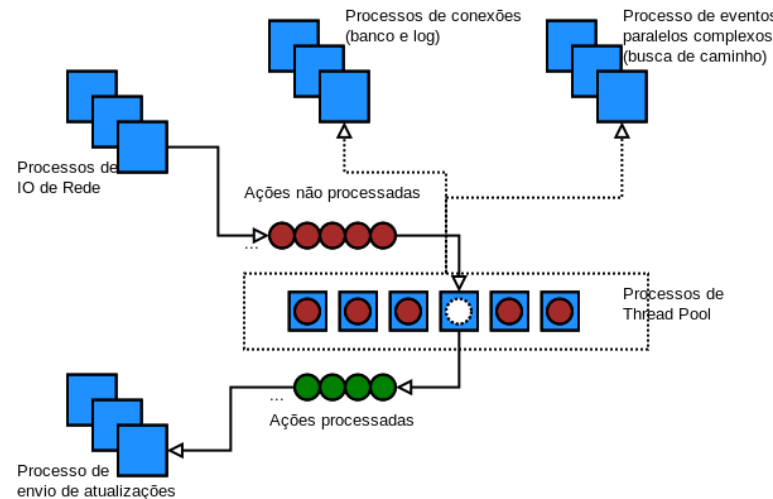 Processos de conexões
(banco e log)
Processo de eventos
paralelos complexos
(busca de caminho)
Processos de
IO de Rede
Ações não processadas
...
Processos de
Thread Pool
...
Ações processadas
Processo de
envio de atualizações